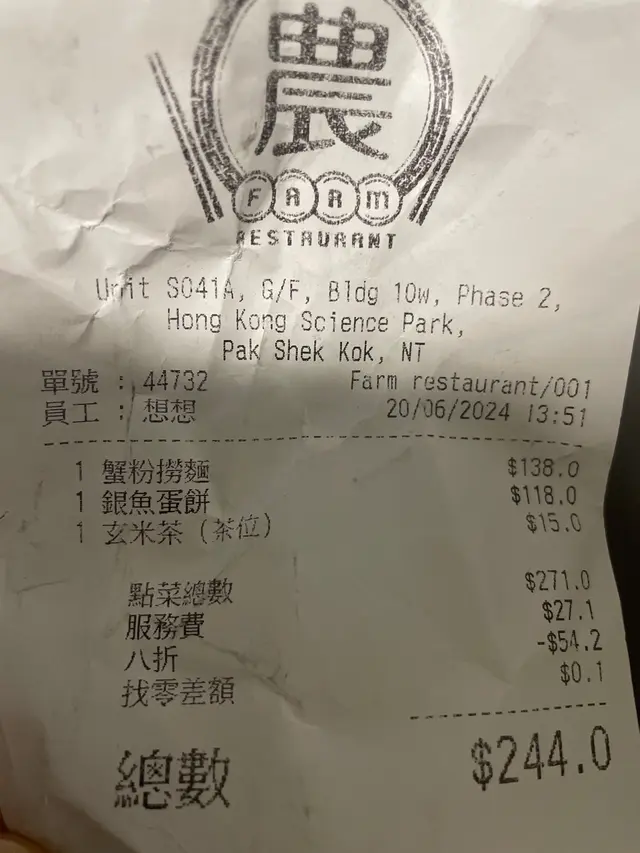 農
FARM
RESTAURANT
Unit S041A, G/F, Bldg 10w, Phase 2,
Hong Kong Science Park,
Pak Shek Kok, NT
單號 : 44732 Farm restaurant/001
員工 : 想想 20/06/2024 13:51
1 蟹粉撈麵 $138.0
1 銀魚蛋餅 $118.0
1 玄米茶 (茶位) $15.0
點菜總數 $271.0
服務費 $27.1
八折 -$54.2
找零差額 $0.1
總數 $244.0